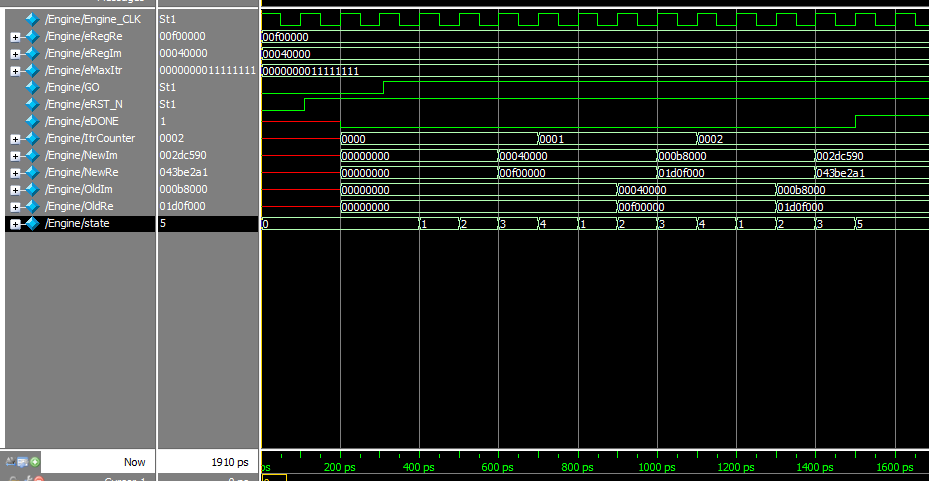 /Engine/Engine_CLK St1
/Engine/eRegRe 00f00000 00f00000
/Engine/eRegIm 00040000 00040000
/Engine/eMaxItr 0000000011111111 0000000011111111
/Engine/GO St1
/Engine/eRST_N St1
/Engine/eDONE 1
/Engine/ItrCounter 0002 0000 0001 0002
/Engine/NewIm 002dc590 00000000 00040000 000b8000 002dc590
/Engine/NewRe 043be2a1 00000000 00f00000 01d0f000 043be2a1
/Engine/OldIm 000b8000 00000000 00040000 000b8000
/Engine/OldRe 01d0f000 00000000 00f00000 01d0f000
/Engine/state 5 0 1 2 3 4 1 2 3 4 1 2 3 5
Now 1910 ps ps 200 ps 400 ps 600 ps 800 ps 1000 ps 1200 ps 1400 ps 1600 ps